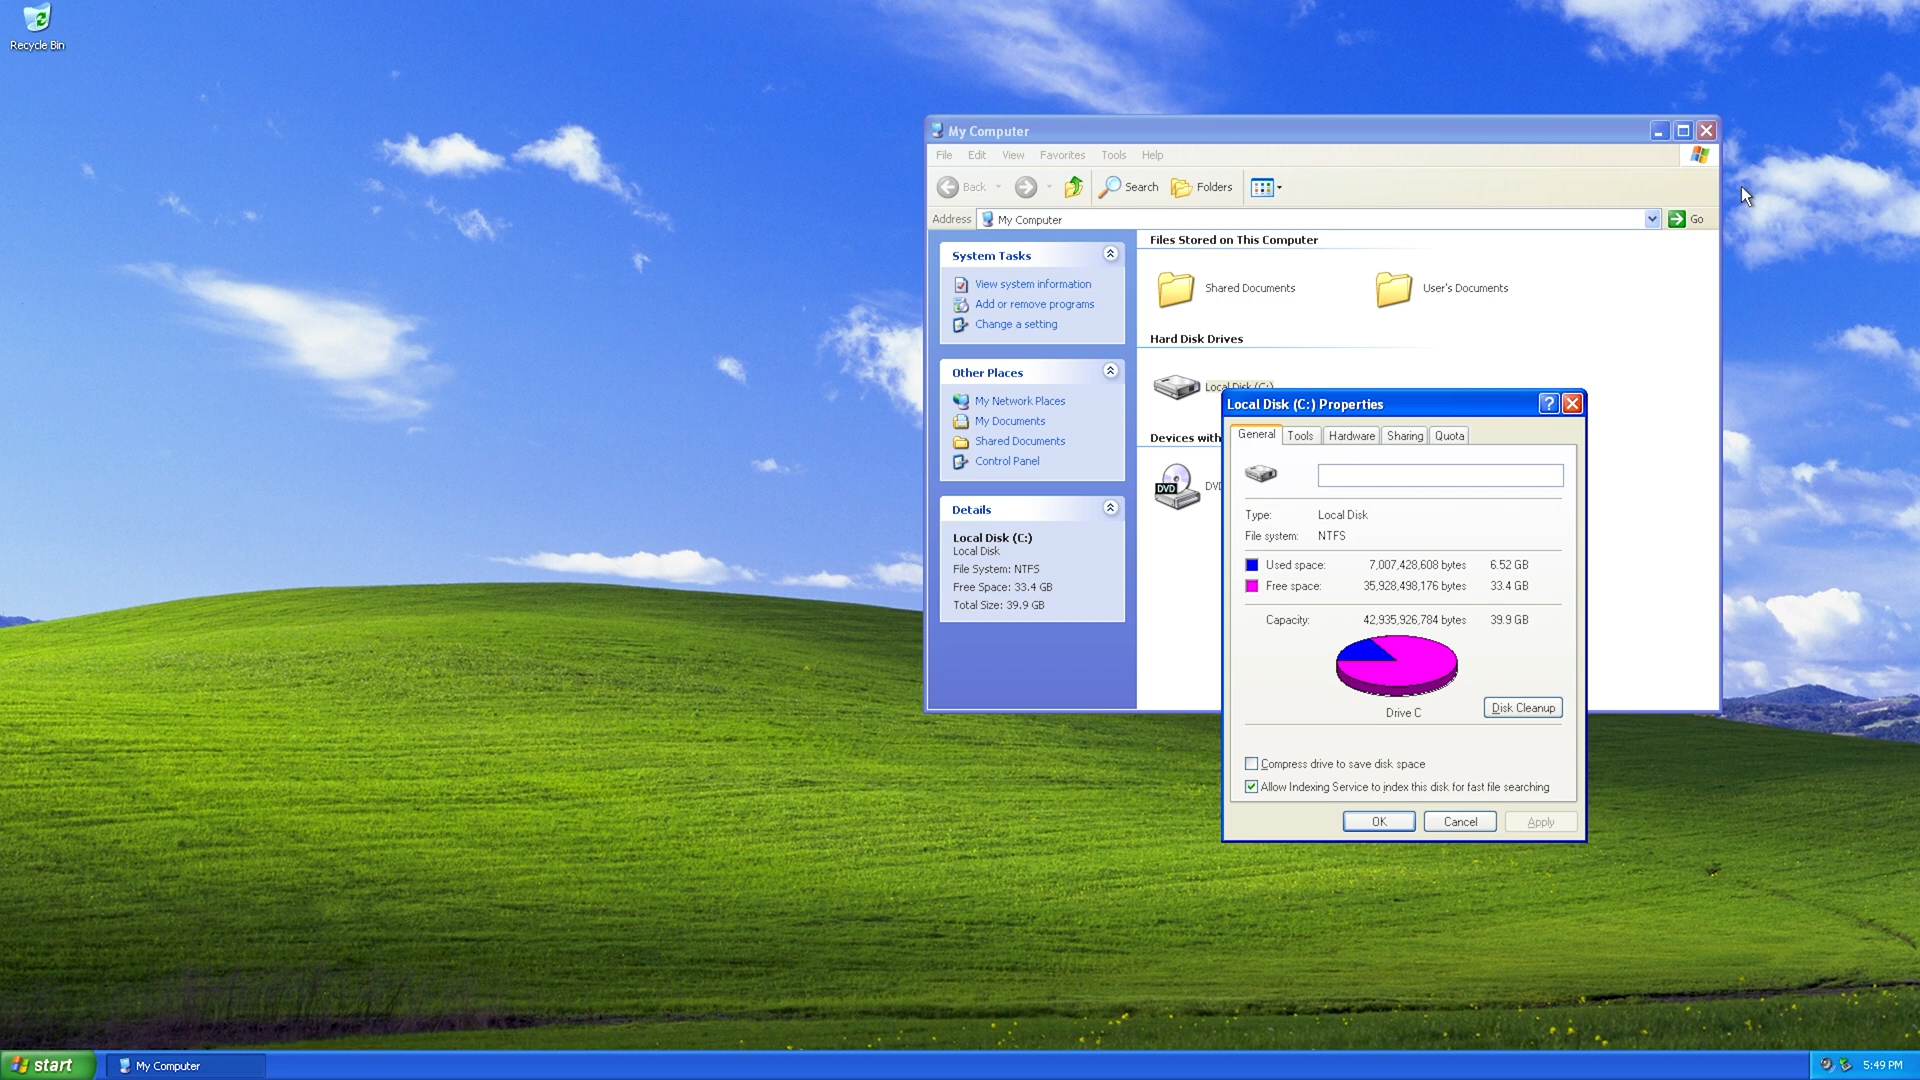 Recycle Bin
My Computer
File Edit View Favorites Tools Help
Back Search Folders
Address My Computer Go
System Tasks
View system information
Add or remove programs
Change a setting
Other Places
My Network Places
My Documents
Shared Documents
Control Panel
Details
Local Disk (C:)
Local Disk
File System: NTFS
Free Space: 33.4 GB
Total Size: 39.9 GB
Files Stored on This Computer
Shared Documents User's Documents
Hard Disk Drives
Local Disk (C:)
Devices with
DVD
Local Disk (C:) Properties
General Tools Hardware Sharing Quota
Type: Local Disk
File system: NTFS
Used space: 7,007,428,608 bytes 6.52 GB
Free space: 35,928,498,176 bytes 33.4 GB
Capacity: 42,935,926,784 bytes 39.9 GB
Drive C
Disk Cleanup
Compress drive to save disk space
Allow Indexing Service to index this disk for fast file searching
OK Cancel Apply
start My Computer 5:49 PM